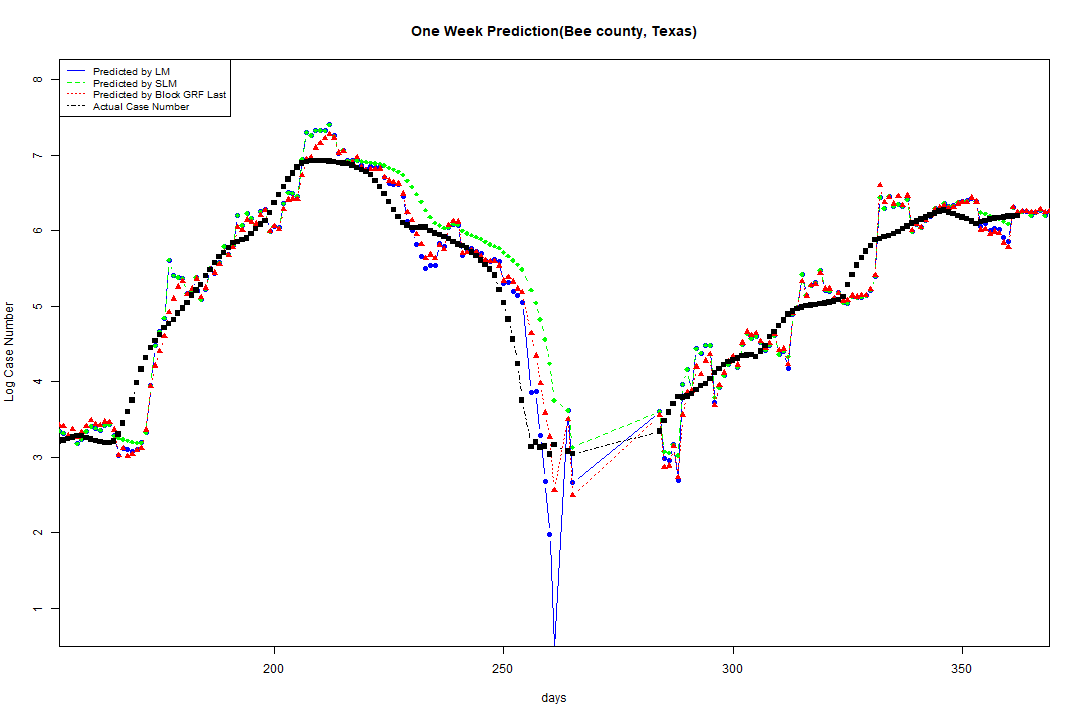 One Week Prediction(Bee county, Texas)
Predicted by LM
Predicted by SLM
Predicted by Block GRF Last
Actual Case Number
8
7
6
5
4
3
2
1
Log Case Number
200 250 300 350
days